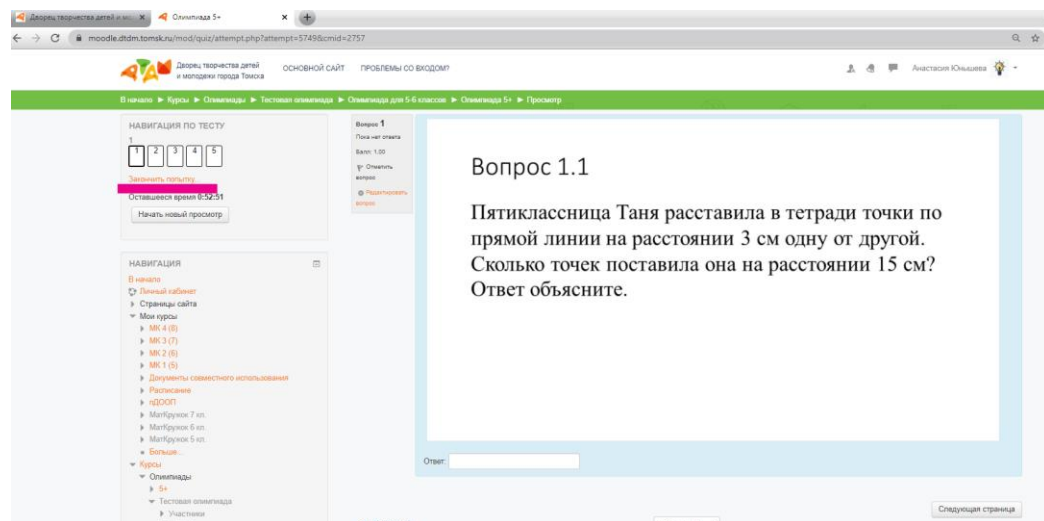 Дворец творчества детей и мо
Олимпиада 5+
moodle.dtdm.tomsk.ru/mod/quiz/attempt.php?attempt=5749&cmid=2757
Дворец творчества детей
и молодежи города Томска
ОСНОВНОЙ САЙТ ПРОБЛЕМЫ СО ВХОДОМ?
Анастасия Юнышева
В начало ► Курсы ► Олимпиады ► Тестовая олимпиада ► Олимпиада для 5-6 классов ► Олимпиада 5+ ► Просмотр
НАВИГАЦИЯ ПО ТЕСТУ
1
1 2 3 4 5
Закончить попытку...
Оставшееся время 0:52:51
Начать новый просмотр
НАВИГАЦИЯ
В начало
Личный кабинет
Страницы сайта
Мои курсы
МК 4 (8)
МК 3 (7)
МК 2 (6)
МК 1 (5)
Документы совместного использования
Расписание
пДООП
МатКружок 7 кл.
МатКружок 6 кл.
МатКружок 5 кл.
Больше...
Курсы
Олимпиады
5+
Тестовая олимпиада
Участники
Вопрос 1
Пока нет ответа
Балл: 1,00
Отметить
вопрос
Редактировать
вопрос
Вопрос 1.1
Пятиклассница Таня расставила в тетради точки по
прямой линии на расстоянии 3 см одну от другой.
Сколько точек поставила она на расстоянии 15 см?
Ответ объясните.
Ответ:
Следующая страница